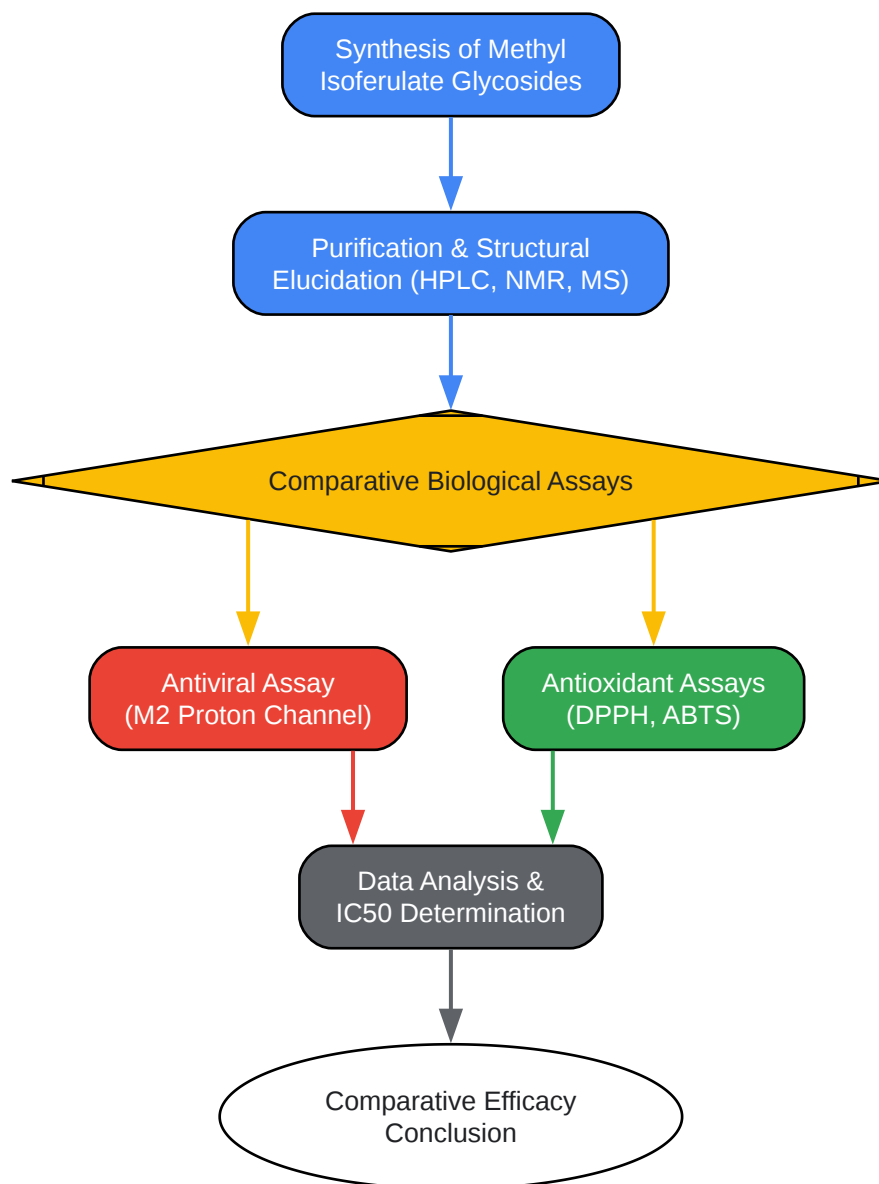 Synthesis of Methyl
Isoferulate Glycosides
Purification & Structural
Elucidation (HPLC, NMR, MS)
Comparative Biological Assays
Antiviral Assay
(M2 Proton Channel)
Antioxidant Assays
(DPPH, ABTS)
Data Analysis &
IC50 Determination
Comparative Efficacy
Conclusion